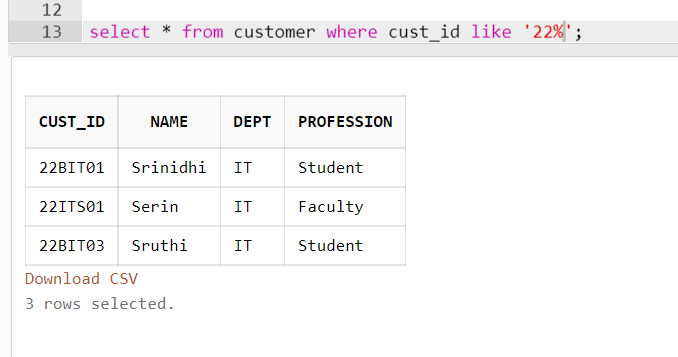 12
13 select * from customer where cust_id like '22%';
CUST_ID NAME DEPT PROFESSION
22BIT01 Srinidhi IT Student
22ITS01 Serin IT Faculty
22BIT03 Sruthi IT Student
Download CSV
3 rows selected.